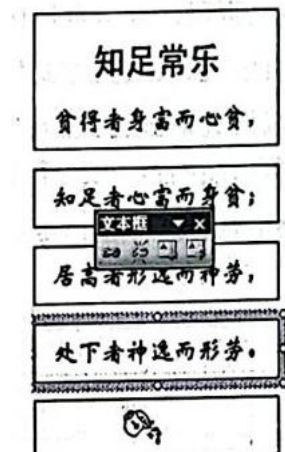 知足常乐
贪得者身富而心贫，
知足者心富而身贫；
文本框
居高者形逸而神劳，
处下者神逸而形劳。